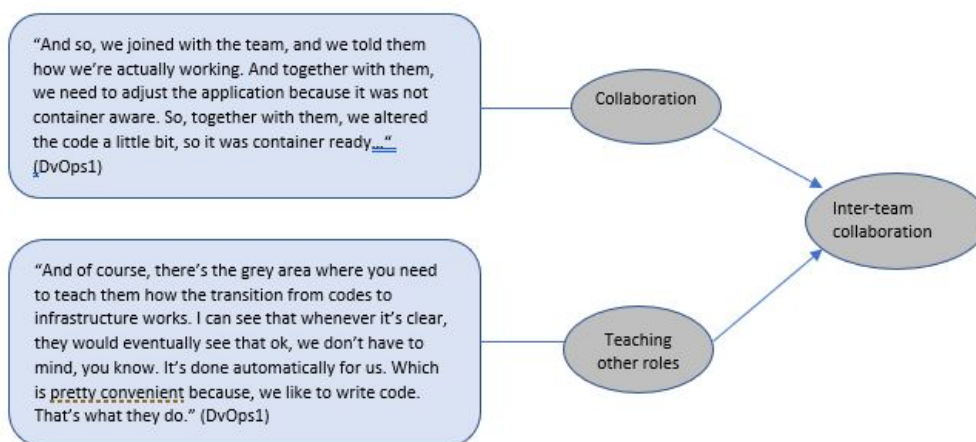 “And so, we joined with the team, and we told them
how we’re actually working. And together with them,
we need to adjust the application because it was not
container aware. So, together with them, we altered
the code a little bit, so it was container ready...“
(DvOps1)
Collaboration
Inter-team
collaboration
“And of course, there’s the grey area where you need
to teach them how the transition from codes to
infrastructure works. I can see that whenever it’s clear,
they would eventually see that ok, we don’t have to
mind, you know. It’s done automatically for us. Which
is pretty convenient because, we like to write code.
That’s what they do.” (DvOps1)
Teaching
other roles